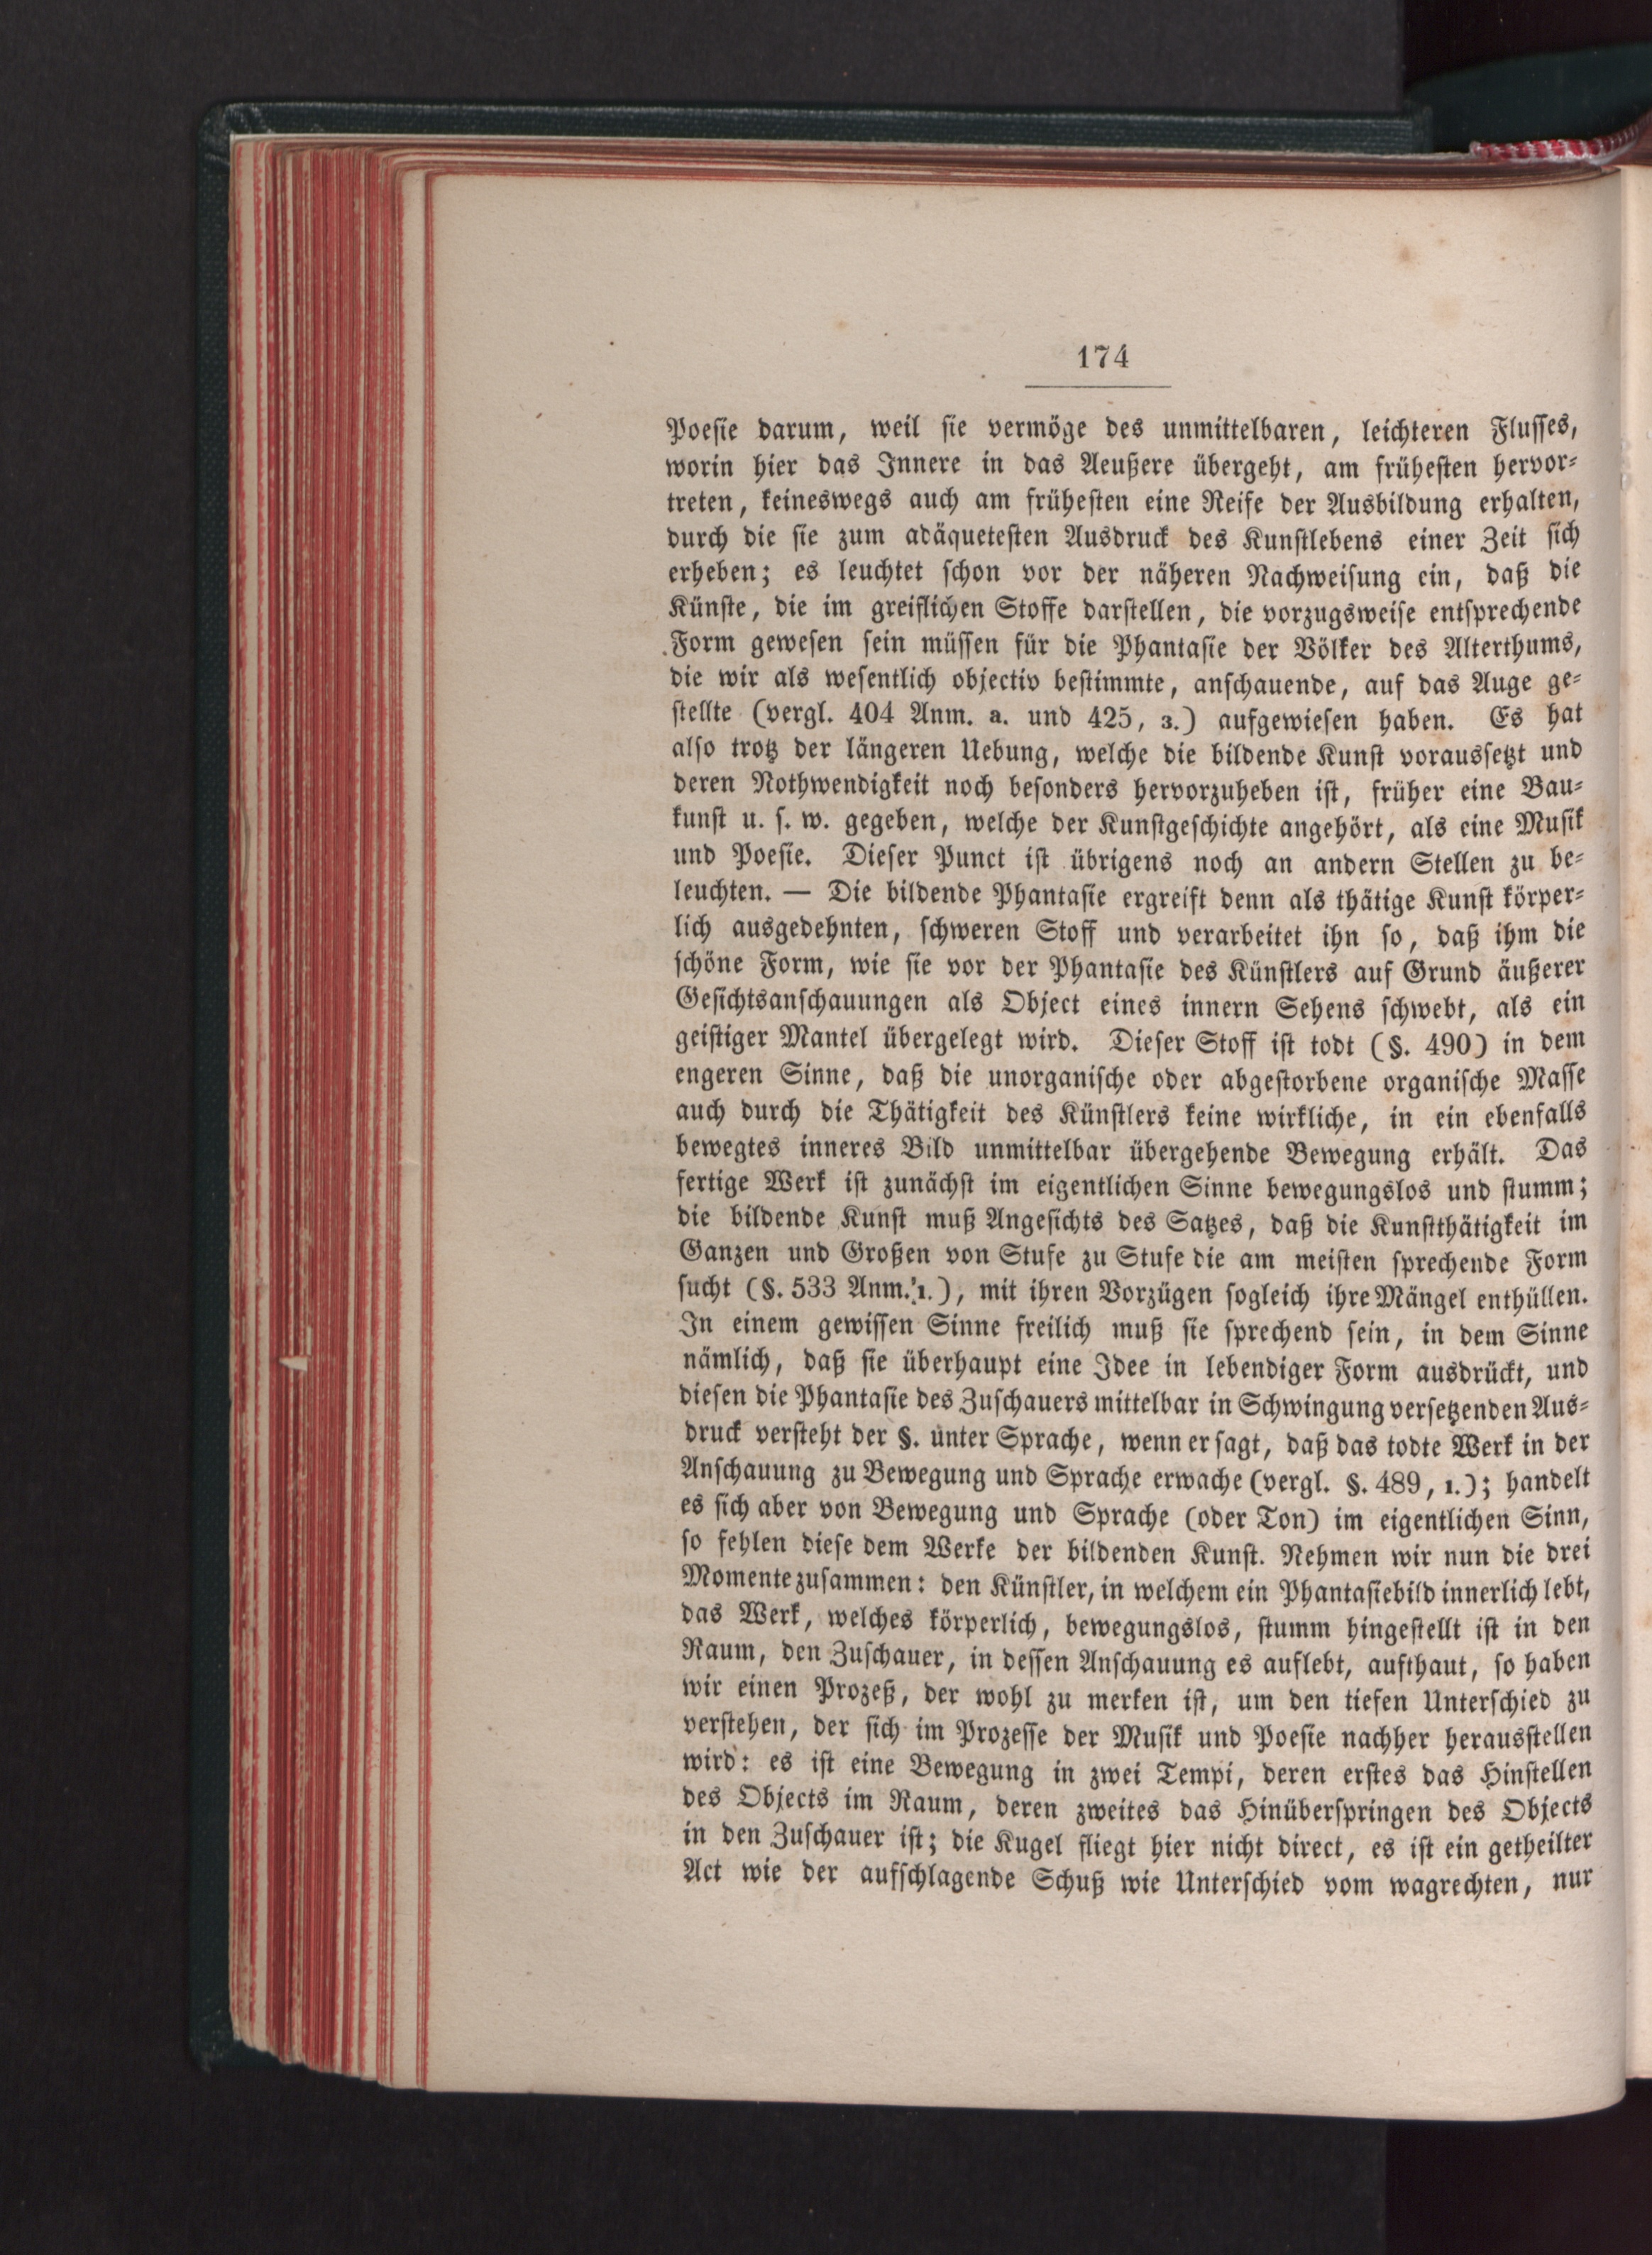 174
Poesie darum, weil sie vermöge des unmittelbaren, leichteren Flusses,
worin hier das Innere in das Aeußere übergeht, am frühesten hervor-
treten, keineswegs auch am frühesten eine Reife der Ausbildung erhalten,
durch die sie zum adäquetesten Ausdruck des Kunstlebens einer Zeit sich
erheben; es leuchtet schon vor der näheren Nachweisung ein, daß die
Künste, die im greiflichen Stoffe darstellen, die vorzugsweise entsprechende
Form gewesen sein müssen für die Phantasie der Völker des Alterthums,
die wir als wesentlich objectiv bestimmte, anschauende, auf das Auge ge-
stellte (vergl. 404 Anm. a. und 425, 3.) aufgewiesen haben. Es hat
also trotz der längeren Uebung, welche die bildende Kunst voraussetzt und
deren Nothwendigkeit noch besonders hervorzuheben ist, früher eine Bau-
kunst u. s. w. gegeben, welche der Kunstgeschichte angehört, als eine Musik
und Poesie. Dieser Punct ist übrigens noch an andern Stellen zu be-
leuchten. — Die bildende Phantasie ergreift denn als thätige Kunst körper-
lich ausgedehnten, schweren Stoff und verarbeitet ihn so, daß ihm die
schöne Form, wie sie vor der Phantasie des Künstlers auf Grund äußerer
Gesichtsanschauungen als Object eines innern Sehens schwebt, als ein
geistiger Mantel übergelegt wird. Dieser Stoff ist todt (§. 490) in dem
engeren Sinne, daß die unorganische oder abgestorbene organische Masse
auch durch die Thätigkeit des Künstlers keine wirkliche, in ein ebenfalls
bewegtes inneres Bild unmittelbar übergehende Bewegung erhält. Das
fertige Werk ist zunächst im eigentlichen Sinne bewegungslos und stumm;
die bildende Kunst muß Angesichts des Satzes, daß die Kunstthätigkeit im
Ganzen und Großen von Stufe zu Stufe die am meisten sprechende Form
sucht (§. 533 Anm. 1.), mit ihren Vorzügen sogleich ihre Mängel enthüllen.
In einem gewissen Sinne freilich muß sie sprechend sein, in dem Sinne
nämlich, daß sie überhaupt eine Idee in lebendiger Form ausdrückt, und
diesen die Phantasie des Zuschauers mittelbar in Schwingung versetzenden Aus-
druck versteht der §. unter Sprache, wenn er sagt, daß das todte Werk in der
Anschauung zu Bewegung und Sprache erwache (vergl. §. 489, 1.); handelt
es sich aber von Bewegung und Sprache (oder Ton) im eigentlichen Sinn,
so fehlen diese dem Werke der bildenden Kunst. Nehmen wir nun die drei
Momente zusammen: den Künstler, in welchem ein Phantasiebild innerlich lebt,
das Werk, welches körperlich, bewegungslos, stumm hingestellt ist in den
Raum, den Zuschauer, in dessen Anschauung es auflebt, aufthaut, so haben
wir einen Prozeß, der wohl zu merken ist, um den tiefen Unterschied zu
verstehen, der sich im Prozesse der Musik und Poesie nachher herausstellen
wird: es ist eine Bewegung in zwei Tempi, deren erstes das Hinstellen
des Objects im Raum, deren zweites das Hinüberspringen des Objects
in den Zuschauer ist; die Kugel fliegt hier nicht direct, es ist ein getheilter
Act wie der aufschlagende Schuß wie Unterschied vom wagrechten, nur